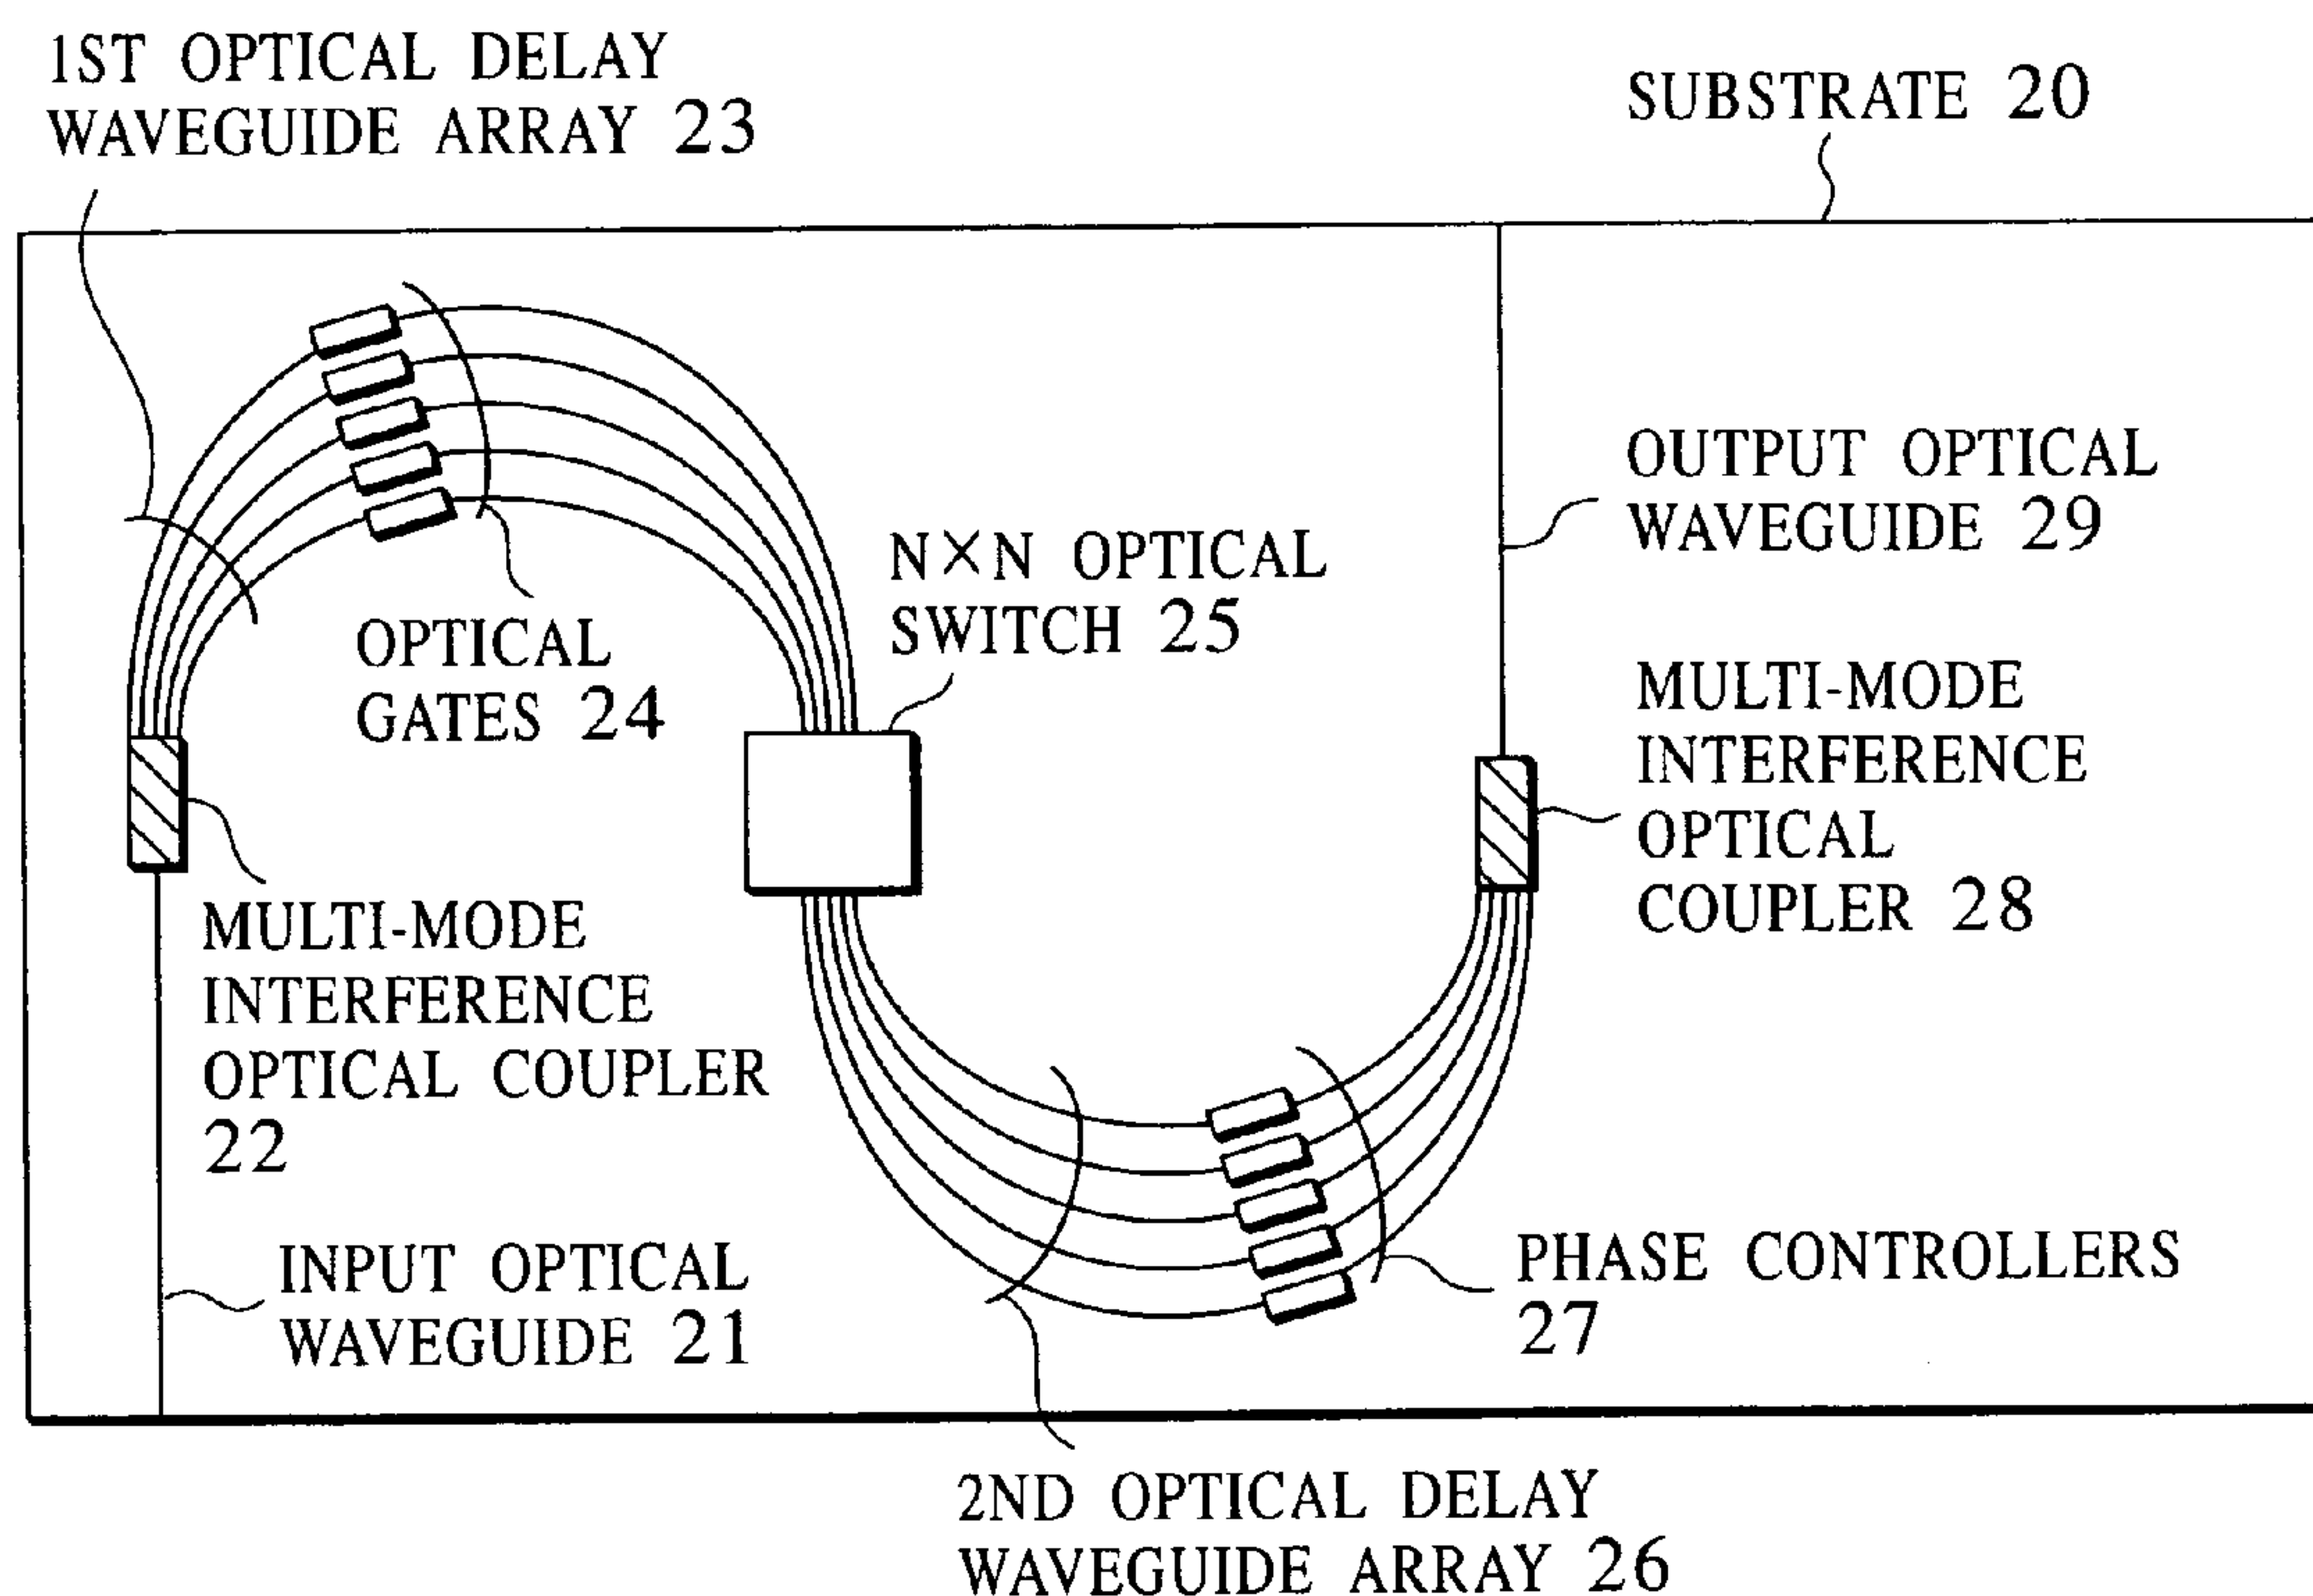 1ST OPTICAL DELAY
WAVEGUIDE ARRAY 23
SUBSTRATE 20
OUTPUT OPTICAL
WAVEGUIDE 29
N×N OPTICAL
SWITCH 25
OPTICAL
GATES 24
MULTI-MODE
INTERFERENCE
OPTICAL
COUPLER 28
MULTI-MODE
INTERFERENCE
OPTICAL COUPLER
22
INPUT OPTICAL
WAVEGUIDE 21
PHASE CONTROLLERS
27
2ND OPTICAL DELAY
WAVEGUIDE ARRAY 26